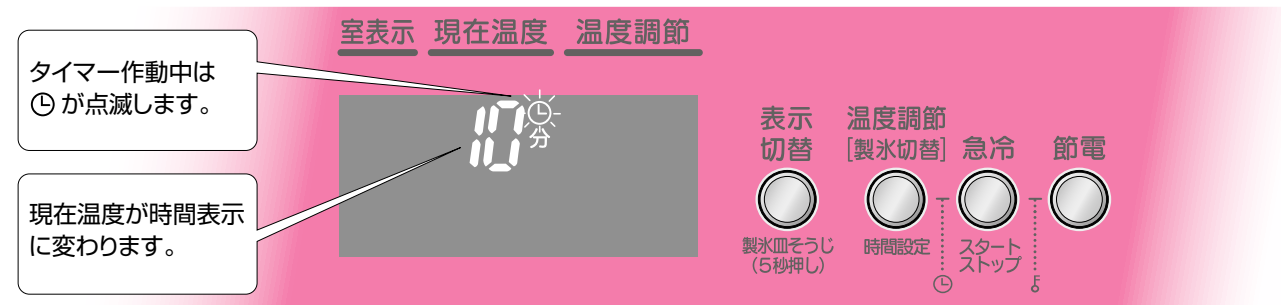 室表示 現在温度 温度調節
タイマー作動中は
が点滅します。
10
分
現在温度が時間表示
に変わります。
表示
切替
温度調節
[製氷切替]
急冷
節電
製氷皿そうじ
(5秒押し)
時間設定
スタート
ストップ